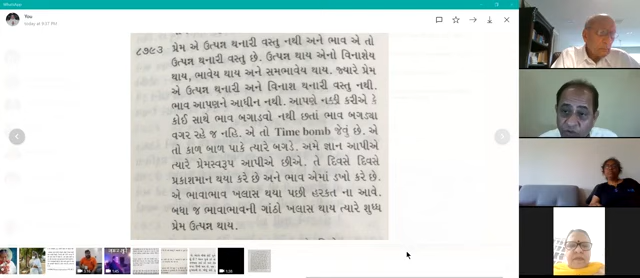 WhatsApp
You
today at 8:37 PM
૮૭૯૩ પ્રેમ એ ઉત્પન્ન થનારી વસ્તુ નથી અને ભાવ એ તો
ઉત્પન્ન થનારી વસ્તુ છે. ઉત્પન્ન થાય એનો વિનાશેય
થાય, ભાવેય થાય અને સમભાવેય થાય. જ્યારે પ્રેમ
એ ઉત્પન્ન થનારી અને વિનાશ થનારી વસ્તુ નથી.
ભાવ આપણને આધીન નથી. આપણે નક્કી કરીએ કે
કોઈ સાથે ભાવ બગાડવો નથી છતાં ભાવ બગડ્યા
વગર રહે જ નહિ. એ તો Time bomb જેવું છે. એ
તો કાળ બાળ પાકે ત્યારે બગડે. અમે જ્ઞાન આપીએ
ત્યારે પ્રેમસ્વરૂપ આપીએ છીએ. તે દિવસે દિવસે
પ્રકાશમાન થયા કરે છે અને ભાવ એમાં ડખો કરે છે.
એ ભાવાભાવ ખલાસ થયા પછી હરકત ના આવે.
બધા જ ભાવાભાવની ગાંઠો ખલાસ થાય ત્યારે શુધ્ધ
પ્રેમ ઉત્પન્ન થાય.